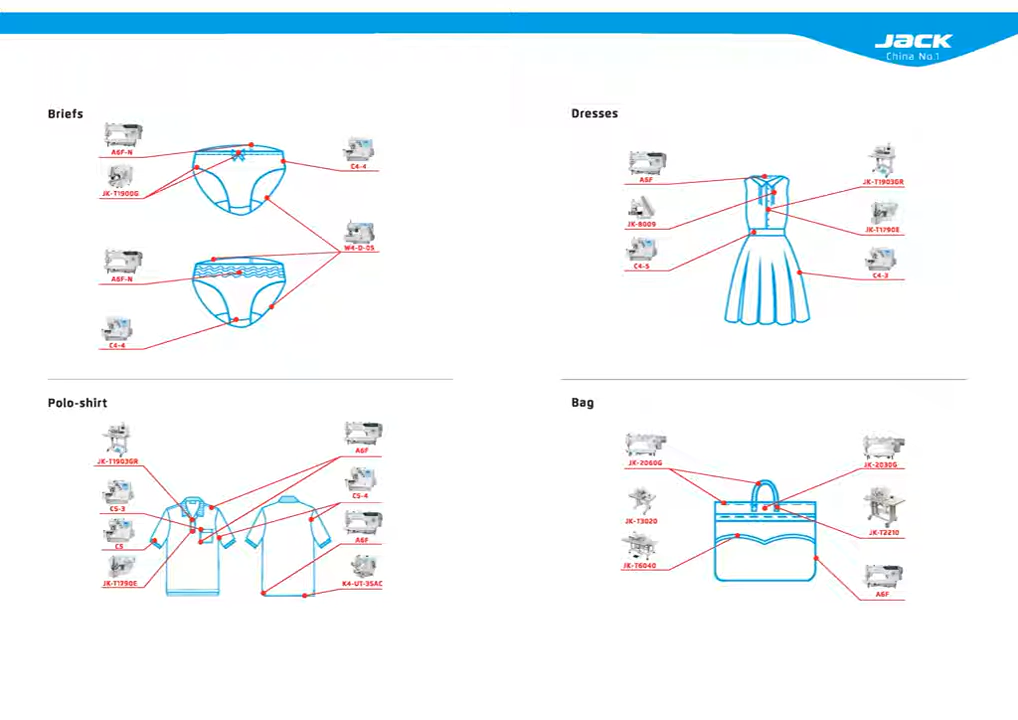 JACK
China No.1
Briefs
A6F-N
JK-T1900G
C4-4
W4-D-05
A6F-N
C4-4
Dresses
A5F
JK-9009
C4-5
JK-T1903GR
JK-T1790E
C4-3
Polo-shirt
JK-T1903GR
C5-3
C5
JK-T1790E
A6F
C5-4
A6F
K4-UT-35AC
Bag
JK-2060G
JK-T3020
JK-T6040
JK-2030G
JK-T2210
A6F